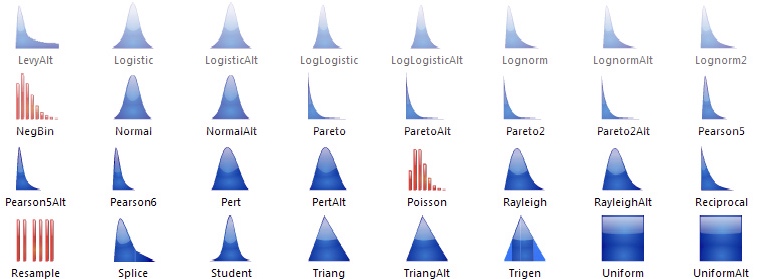 LevyAlt Logistic LogisticAlt LogLogistic LogLogisticAlt Lognorm LognormAlt Lognorm2
NegBin Normal NormalAlt Pareto ParetoAlt Pareto2 Pareto2Alt Pearson5
Pearson5Alt Pearson6 Pert PertAlt Poisson Rayleigh RayleighAlt Reciprocal
Resample Splice Student Triang TriangAlt Trigen Uniform UniformAlt